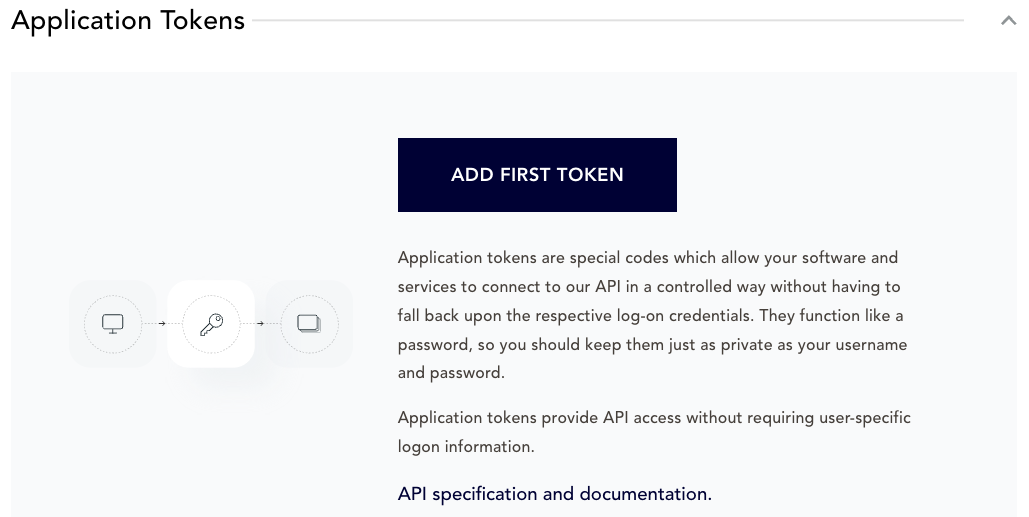 Application Tokens
ADD FIRST TOKEN
Application tokens are special codes which allow your software and
services to connect to our API in a controlled way without having to
fall back upon the respective log-on credentials. They function like a
password, so you should keep them just as private as your username
and password.
Application tokens provide API access without requiring user-specific
logon information.
API specification and documentation.